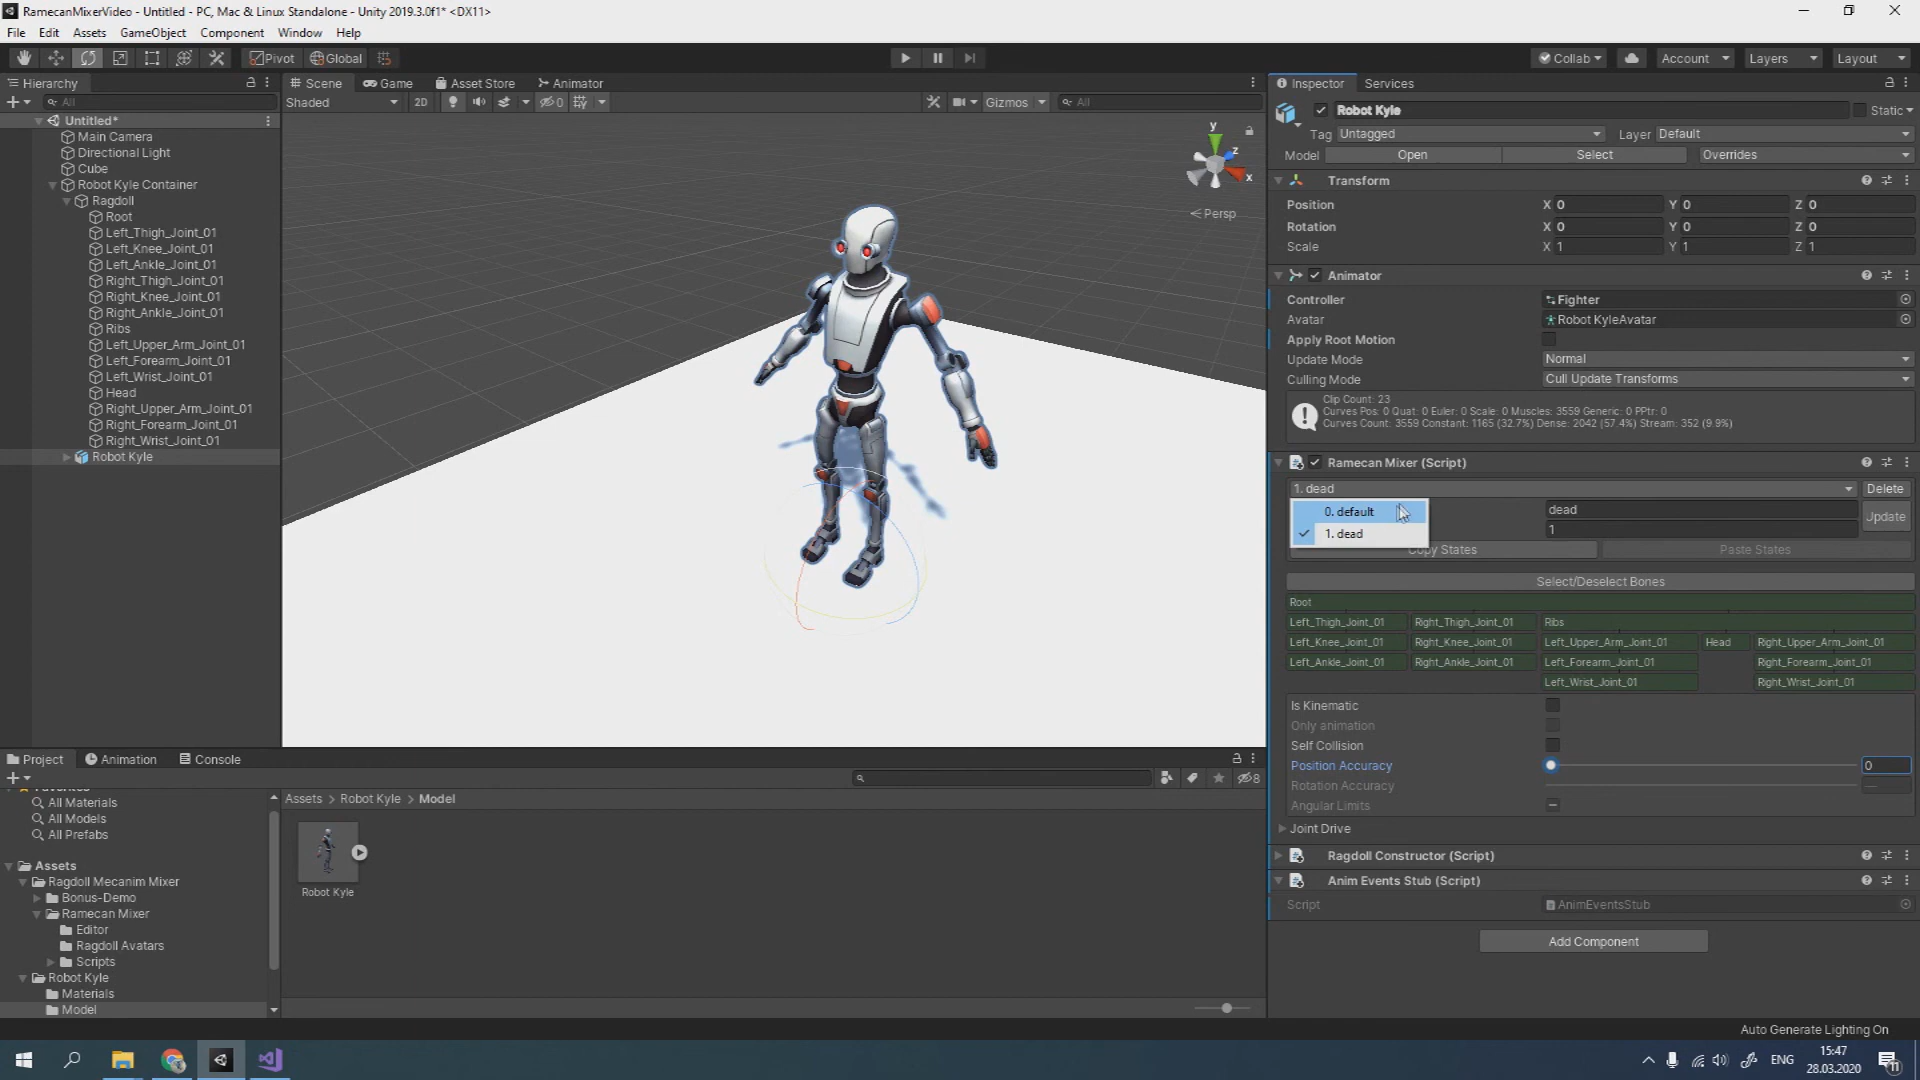 RamecanMixerVideo - Untitled - PC, Mac & Linux Standalone - Unity 2019.3.0f1* <DX11>
File Edit Assets GameObject Component Window Help
Pivot Global Collab Account Layers Layout
Hierarchy
All
Untitled*
Main Camera
Directional Light
Cube
Robot Kyle Container
Ragdoll
Root
Left_Thigh_Joint_01
Left_Knee_Joint_01
Left_Ankle_Joint_01
Right_Thigh_Joint_01
Right_Knee_Joint_01
Right_Ankle_Joint_01
Ribs
Left_Upper_Arm_Joint_01
Left_Forearm_Joint_01
Left_Wrist_Joint_01
Head
Right_Upper_Arm_Joint_01
Right_Forearm_Joint_01
Right_Wrist_Joint_01
Robot Kyle
Scene Game Asset Store Animator
Shaded 2D 0 Gizmos All
y
z
x
Persp
Inspector Services
Robot Kyle Static
Tag Untagged Layer Default
Model Open Select Overrides
Transform
Position X 0 Y 0 Z 0
Rotation X 0 Y 0 Z 0
Scale X 1 Y 1 Z 1
Animator
Controller Fighter
Avatar Robot KyleAvatar
Apply Root Motion
Update Mode Normal
Culling Mode Cull Update Transforms
Clip Count: 23
Curves Pos: 0 Quat: 0 Euler: 0 Scale: 0 Muscles: 3559 Generic: 0 PPtr: 0
Curves Count: 3559 Constant: 1165 (32.7%) Dense: 2042 (57.4%) Stream: 352 (9.9%)
Ramecan Mixer (Script)
1. dead Delete
0. default dead
1. dead 1 Update
Copy States Paste States
Select/Deselect Bones
Root
Left_Thigh_Joint_01 Right_Thigh_Joint_01 Ribs
Left_Knee_Joint_01 Right_Knee_Joint_01 Left_Upper_Arm_Joint_01 Head Right_Upper_Arm_Joint_01
Left_Ankle_Joint_01 Right_Ankle_Joint_01 Left_Forearm_Joint_01 Right_Forearm_Joint_01
Left_Wrist_Joint_01 Right_Wrist_Joint_01
Is Kinematic
Only animation
Self Collision
Position Accuracy 0
Rotation Accuracy —
Angular Limits
Joint Drive
Ragdoll Constructor (Script)
Anim Events Stub (Script)
Script AnimEventsStub
Add Component
Project Animation Console
8
Favorites
All Materials
All Models
All Prefabs
Assets
Ragdoll Mecanim Mixer
Bonus-Demo
Ramecan Mixer
Editor
Ragdoll Avatars
Scripts
Robot Kyle
Materials
Model
Assets > Robot Kyle > Model
Robot Kyle
Auto Generate Lighting On
ENG
15:47
28.03.2020
11